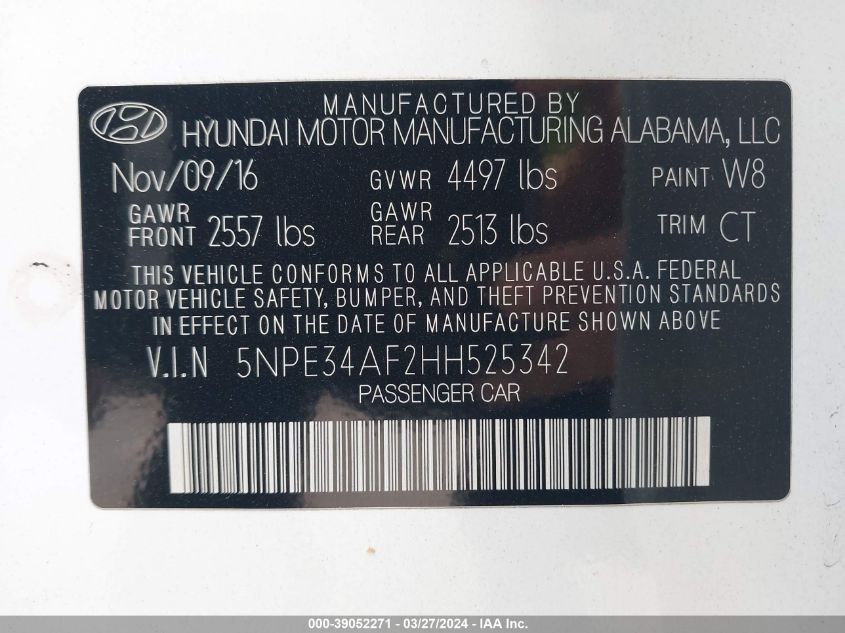 MANUFACTURED BY
HYUNDAI MOTOR MANUFACTURING ALABAMA, LLC
Nov/09/16 GVWR 4497 lbs PAINT W8
GAWR FRONT 2557 lbs GAWR REAR 2513 lbs TRIM CT
THIS VEHICLE CONFORMS TO ALL APPLICABLE U.S.A. FEDERAL
MOTOR VEHICLE SAFETY, BUMPER, AND THEFT PREVENTION STANDARDS
IN EFFECT ON THE DATE OF MANUFACTURE SHOWN ABOVE
V.I.N 5NPE34AF2HH525342
PASSENGER CAR
000-39052271 - 03/27/2024 - IAA Inc.